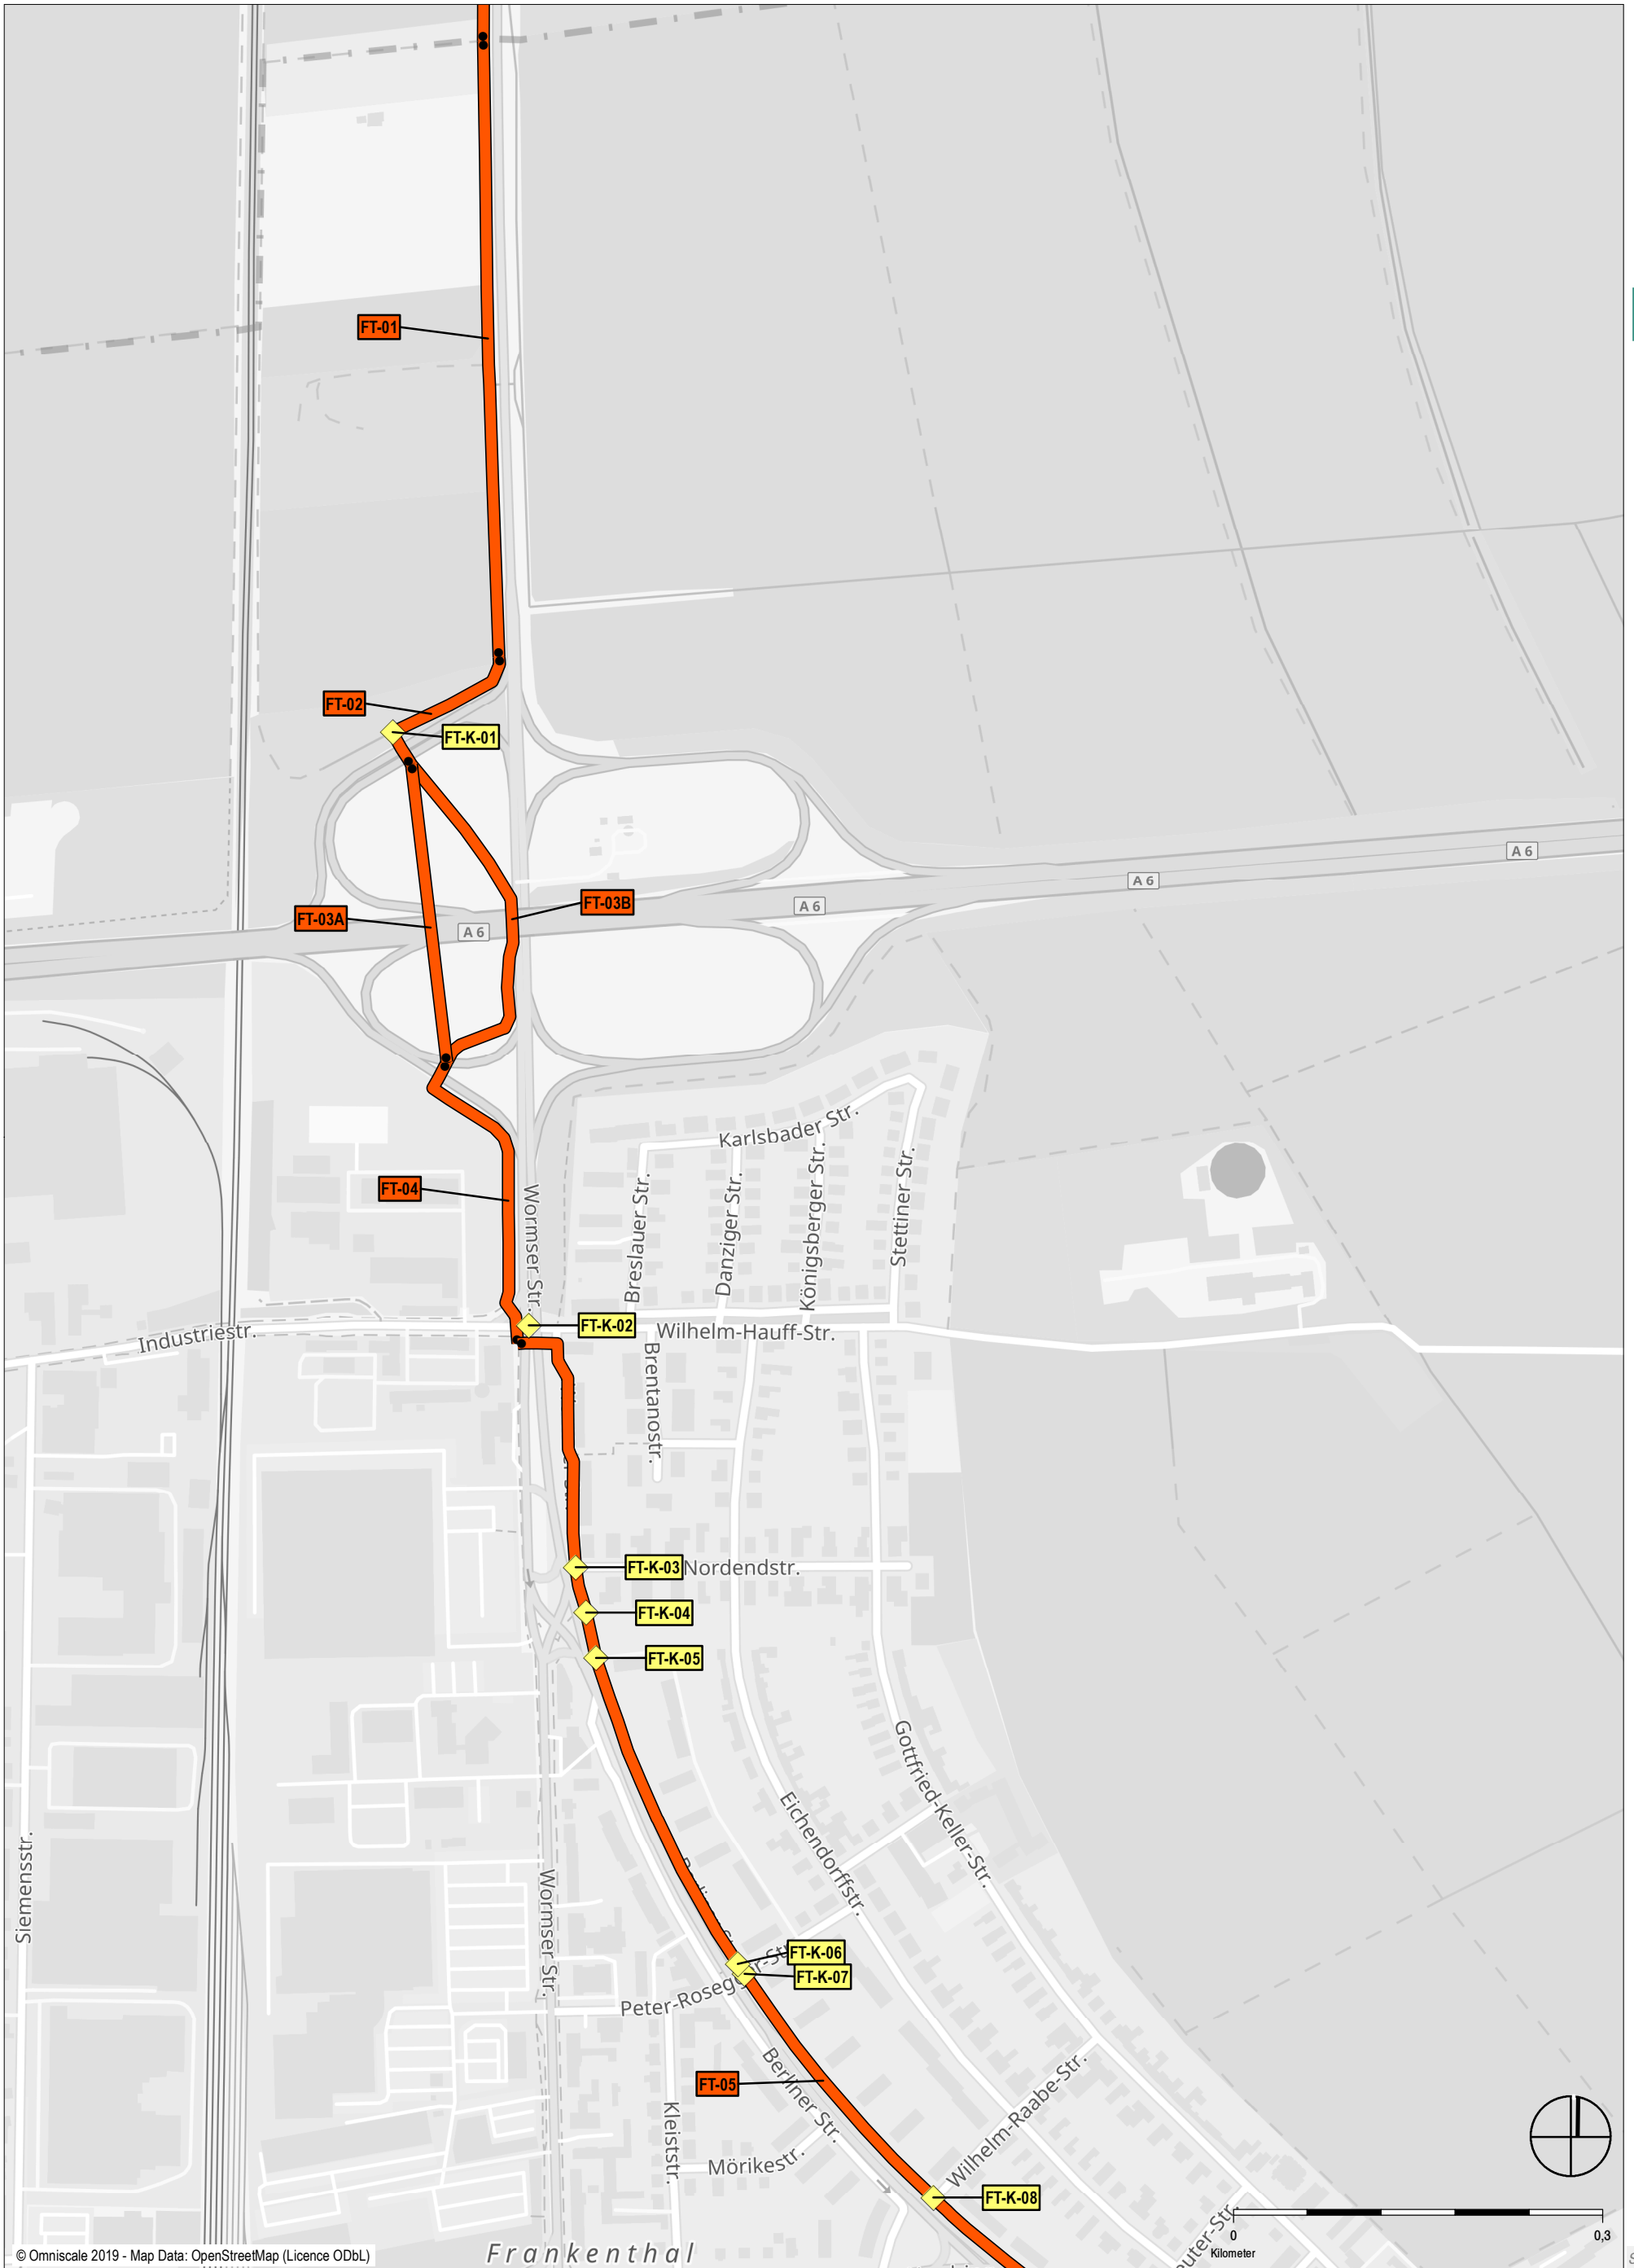 FT-01
FT-02
FT-K-01
A 6
A 6
FT-03B
FT-03A
A 6
A 6
Karlsbader Str.
FT-04
Wormser Str.
Breslauer Str.
Danziger Str.
Königsberger Str.
Stettiner Str.
FT-K-02
Industriestr.
Wilhelm-Hauff-Str.
Brentanostr.
FT-K-03
Nordendstr.
FT-K-04
FT-K-05
Gottfried-Keller-Str.
Eichendorffstr.
Siemensstr.
Wormser Str.
FT-K-06
FT-K-07
FT-05
Berliner Str.
Kleiststr.
Mörikestr.
Wilhelm-Raabe-Str.
FT-K-08
0
0,3
Kilometer
Frankenthal
© Omniscale 2019 - Map Data: OpenStreetMap (Licence ODbL)